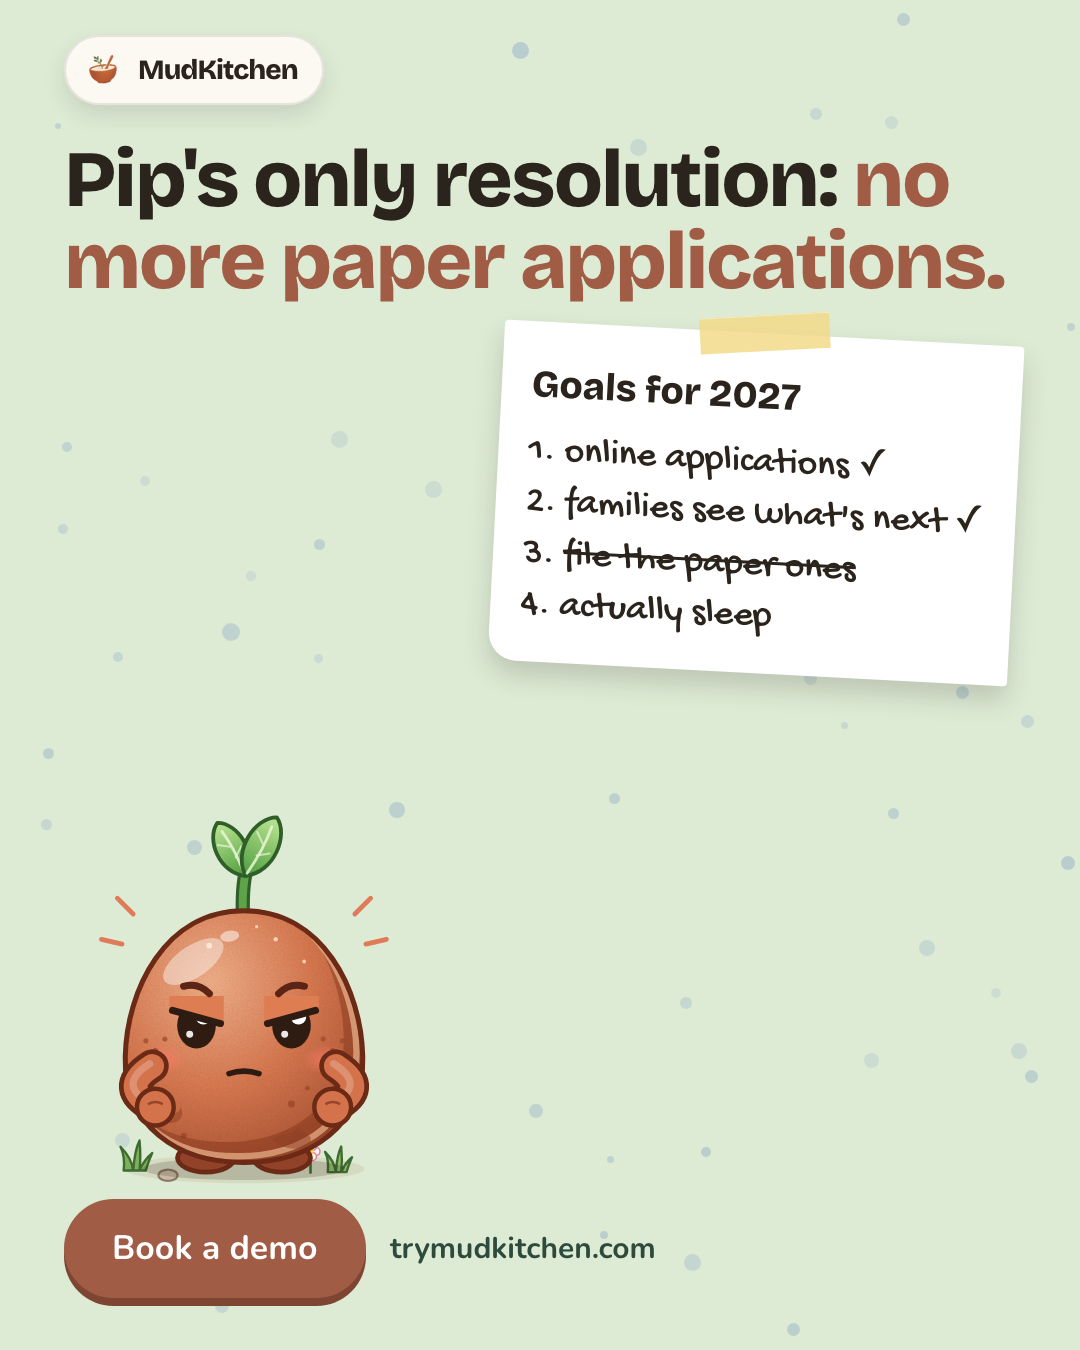 MudKitchen
Pip's only resolution: no
more paper applications.
Goals for 2027
1. online applications ✓
2. families see what's next ✓
3. file the paper ones
4. actually sleep
Book a demo
trymudkitchen.com